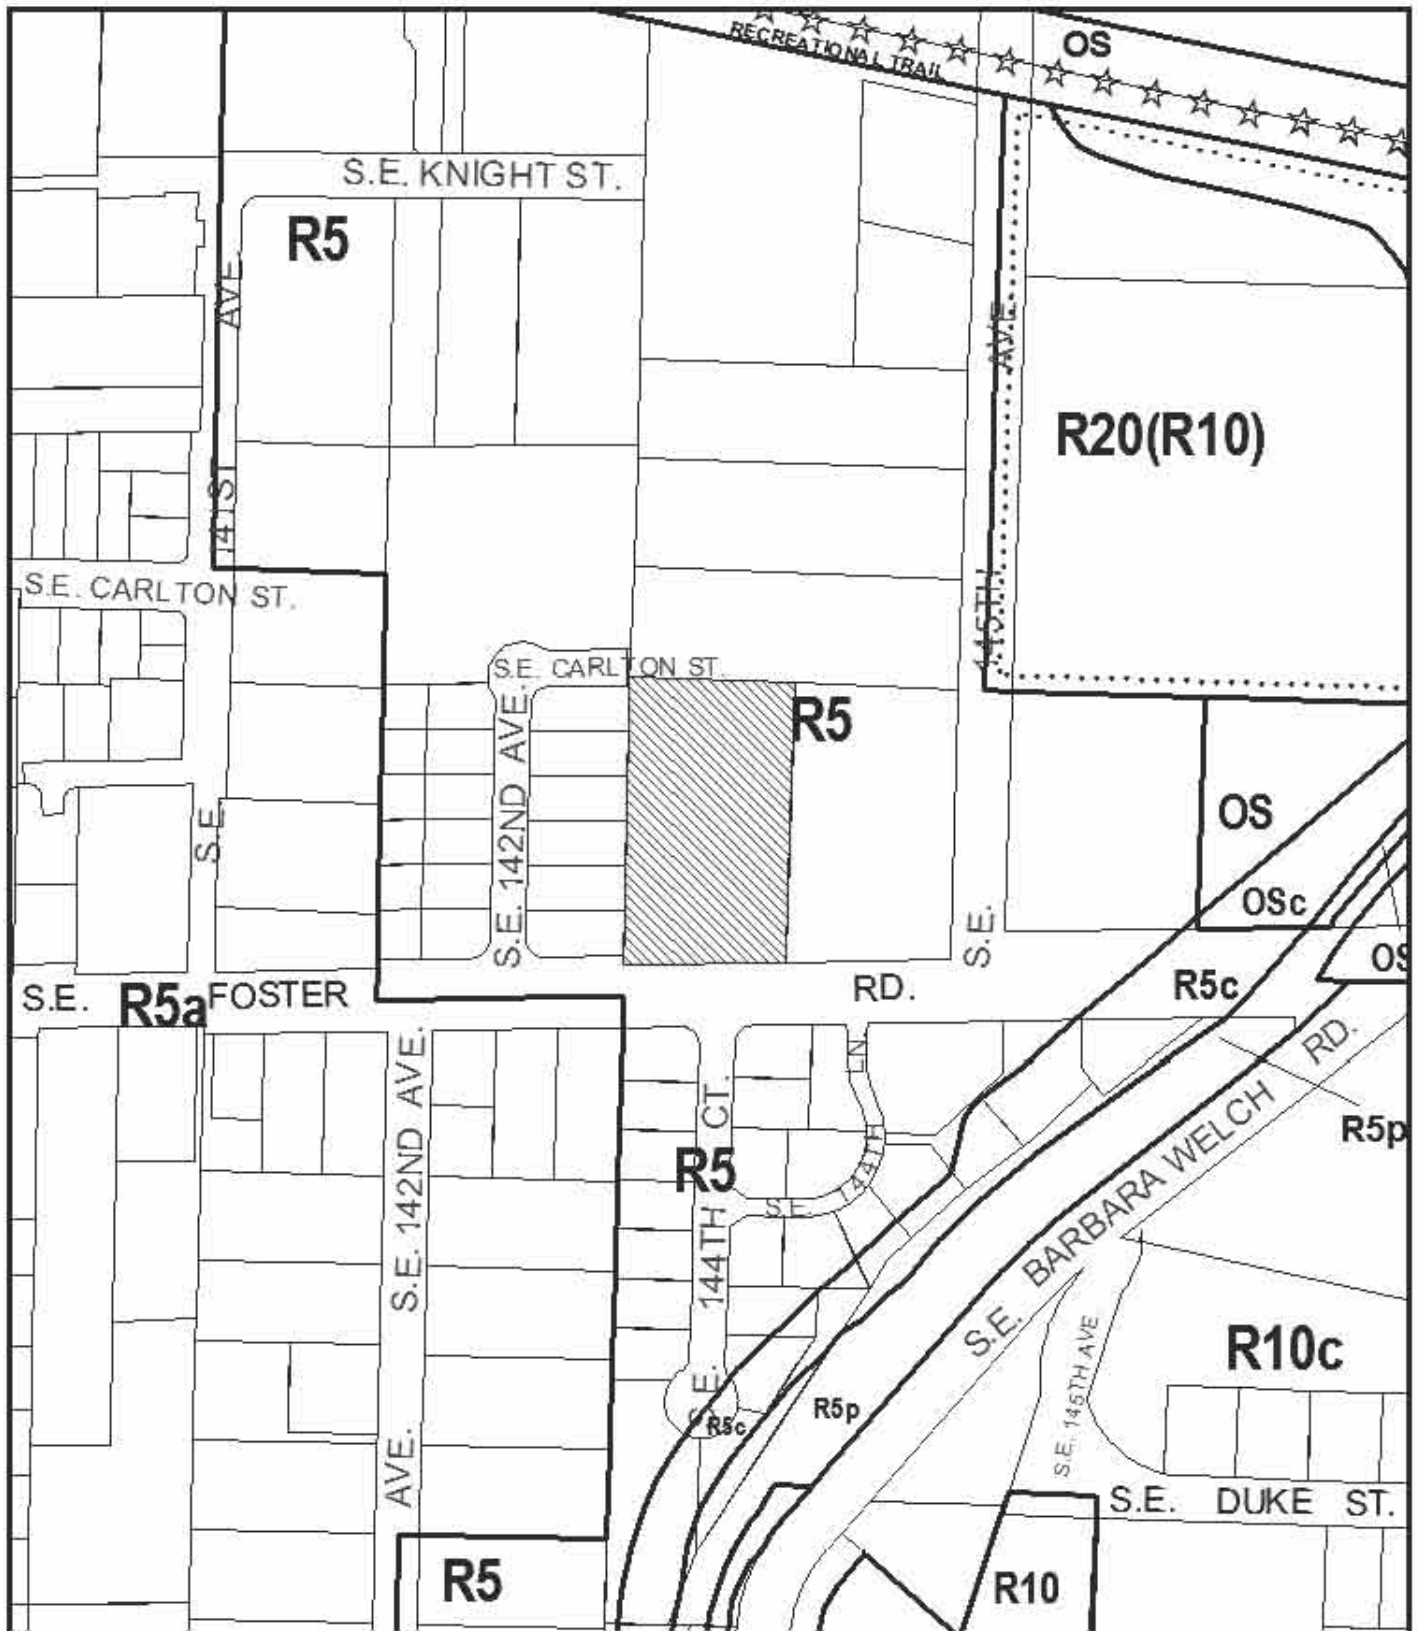 OS
RECREATIONAL TRAIL
S.E. KNIGHT ST.
R5
AVE
AVE
R20(R10)
141ST
S.E. CARLTON ST.
145TH
S.E. CARLTON ST.
R5
S.E. 142ND AVE.
OS
S.E.
OSc
S.E.
OS
S.E. R5a FOSTER RD.
R5c
S.E. BARBARA WELCH RD.
R5p
S.E. 142ND AVE.
LN.
144TH
S.E.
R5
S.E. 144TH CT.
R10c
R5c
R5p
S.E. 145TH AVE
AVE.
S.E. DUKE ST.
R5
R10